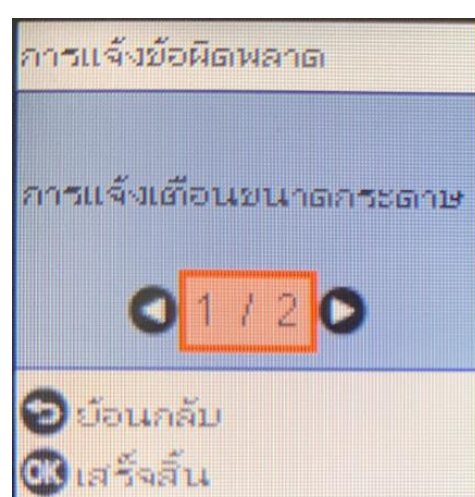 การแจ้งข้อผิดพลาด
การแจ้งเตือนขนาดกระดาษ
1 / 2
ย้อนกลับ
OK เสร็จสิ้น